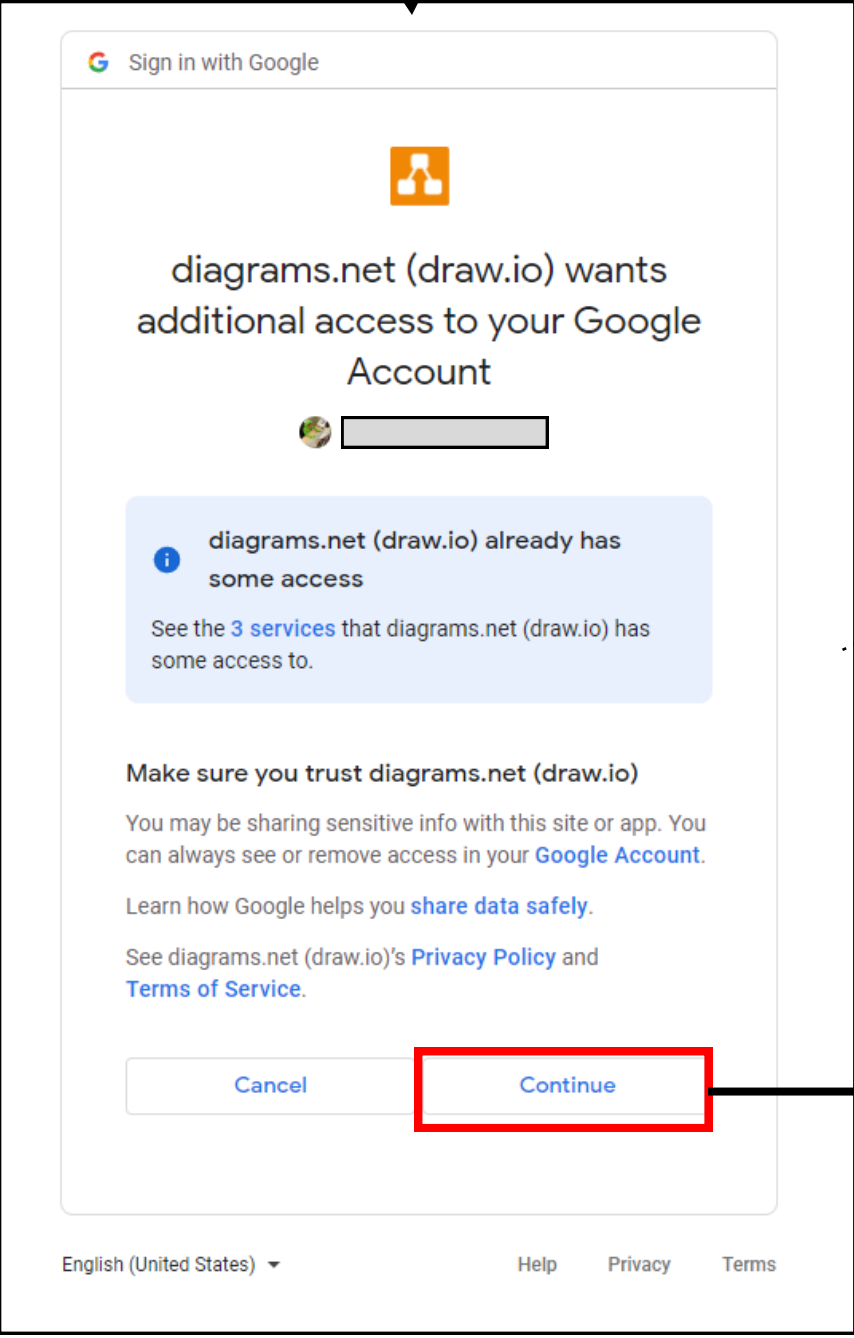 Sign in with Google
diagrams.net (draw.io) wants
additional access to your Google
Account
diagrams.net (draw.io) already has
some access
See the 3 services that diagrams.net (draw.io) has
some access to.
Make sure you trust diagrams.net (draw.io)
You may be sharing sensitive info with this site or app. You
can always see or remove access in your Google Account.
Learn how Google helps you share data safely.
See diagrams.net (draw.io)'s Privacy Policy and
Terms of Service.
Cancel Continue
English (United States) Help Privacy Terms